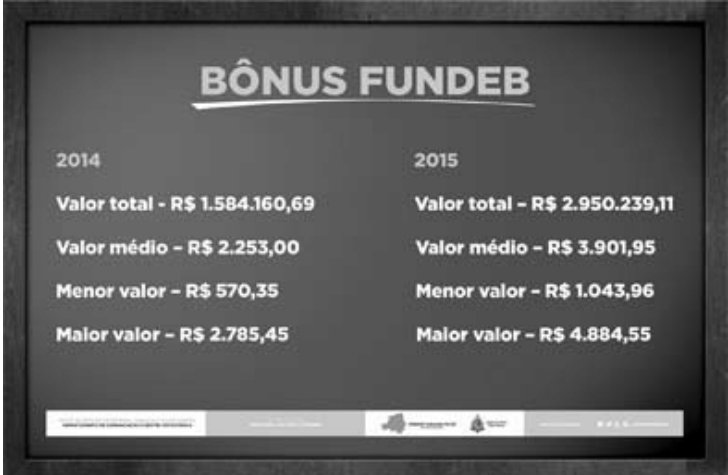 BÔNUS FUNDEB
2014
Valor total - R$ 1.584.160,69
Valor médio – R$ 2.253,00
Menor valor – R$ 570,35
Maior valor – R$ 2.785,45
2015
Valor total – R$ 2.950.239,11
Valor médio – R$ 3.901,95
Menor valor – R$ 1.043,96
Maior valor – R$ 4.884,55